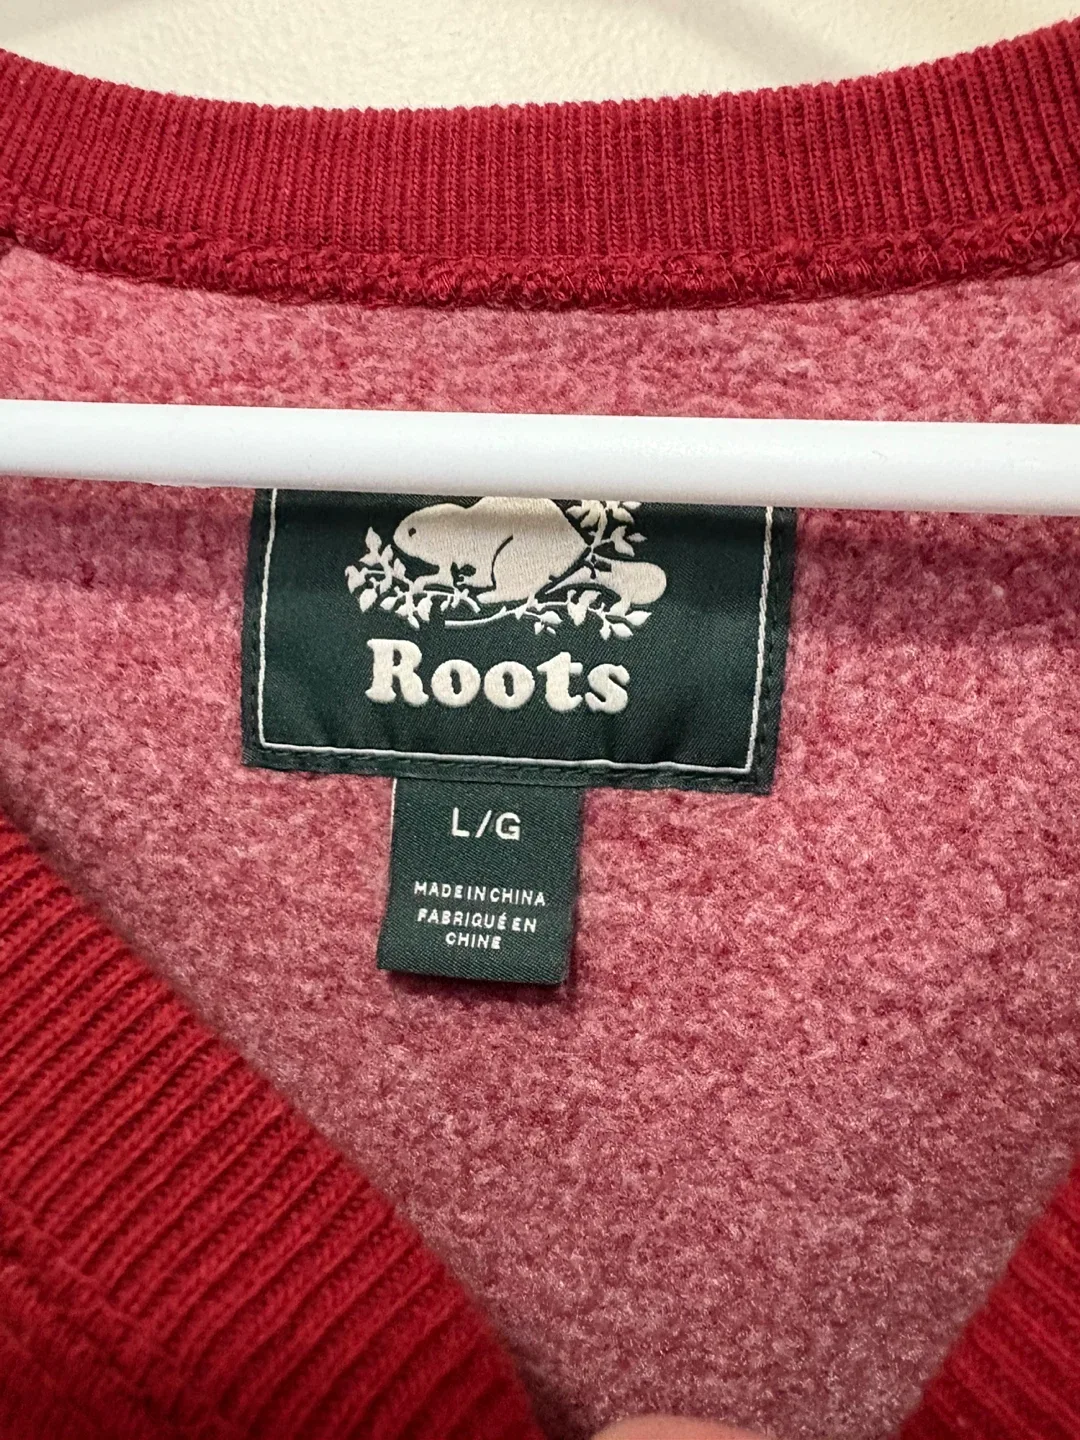 Roots
L/G
MADE IN CHINA
FABRIQUÉ EN
CHINE